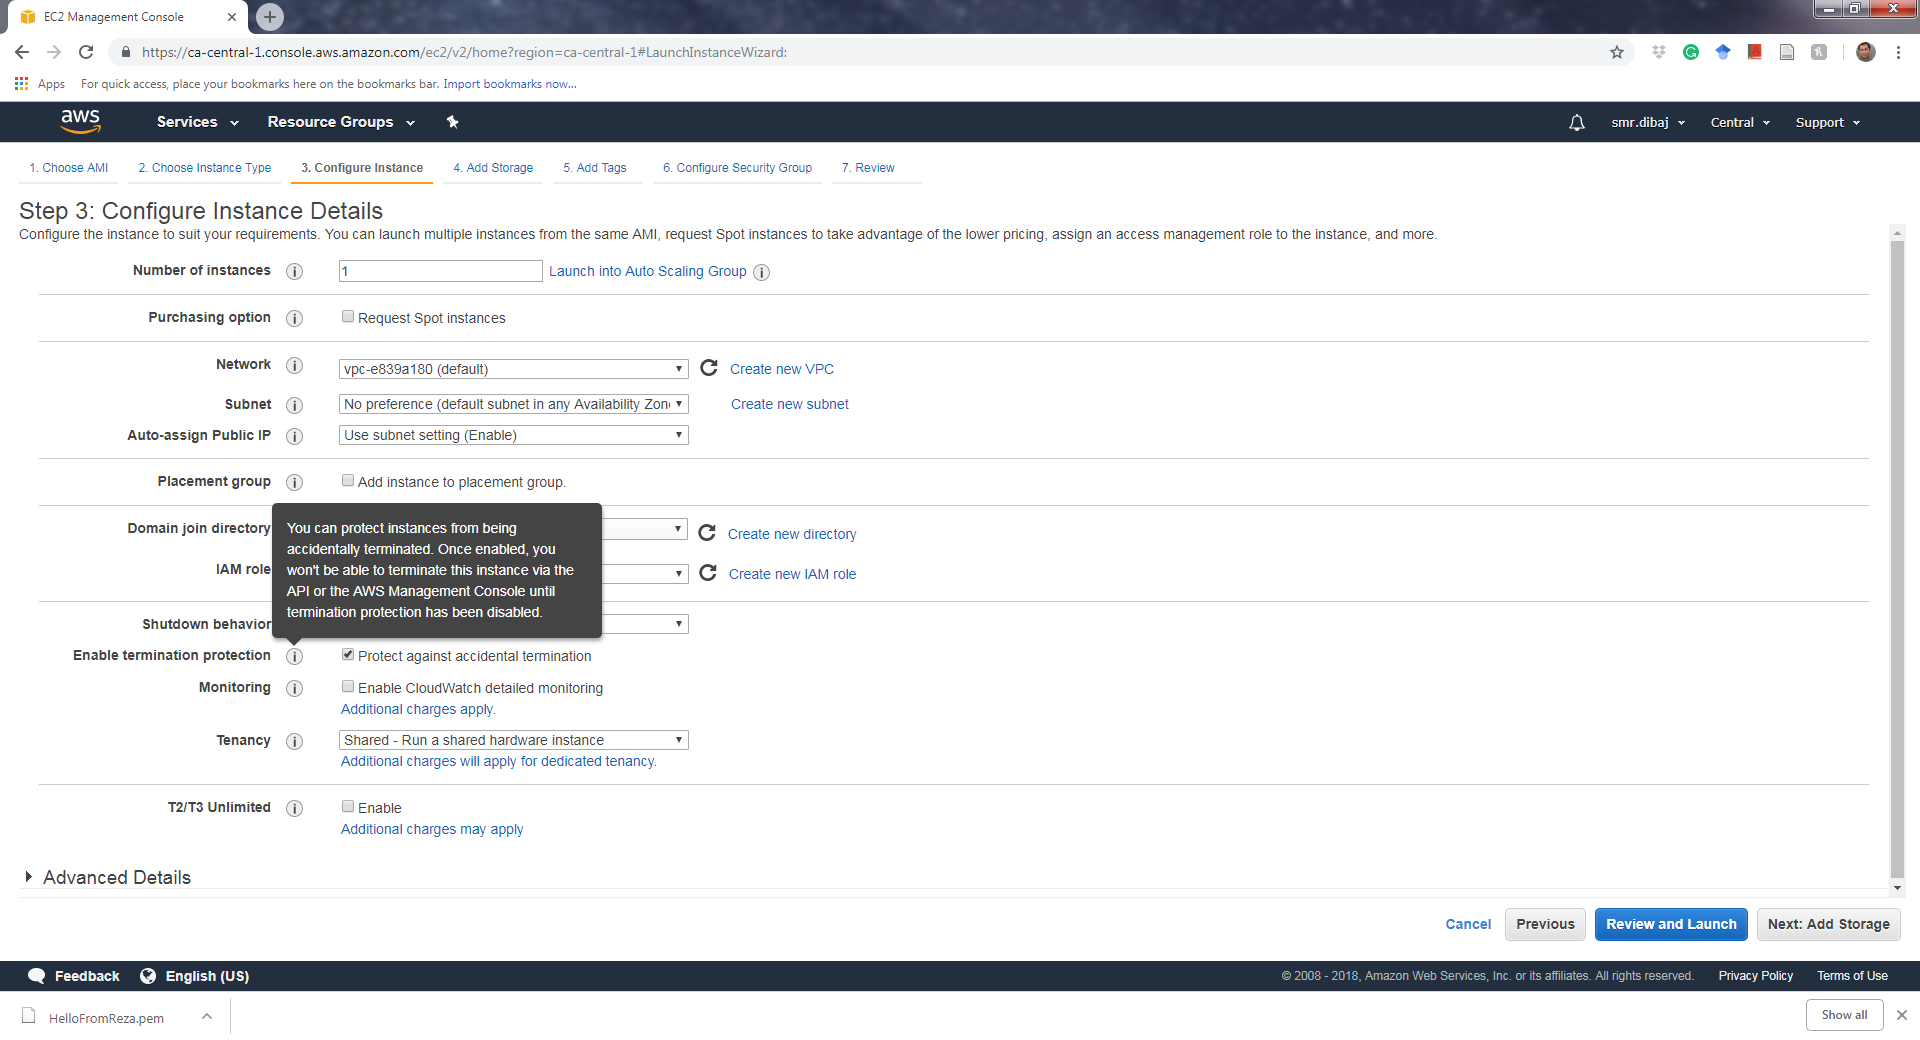 EC2 Management Console
https://ca-central-1.console.aws.amazon.com/ec2/v2/home?region=ca-central-1#LaunchInstanceWizard:
Apps For quick access, place your bookmarks here on the bookmarks bar. Import bookmarks now...
aws Services Resource Groups smr.dibaj Central Support
1. Choose AMI 2. Choose Instance Type 3. Configure Instance 4. Add Storage 5. Add Tags 6. Configure Security Group 7. Review
Step 3: Configure Instance Details
Configure the instance to suit your requirements. You can launch multiple instances from the same AMI, request Spot instances to take advantage of the lower pricing, assign an access management role to the instance, and more.
Number of instances i 1 Launch into Auto Scaling Group i
Purchasing option i Request Spot instances
Network i vpc-e839a180 (default) Create new VPC
Subnet i No preference (default subnet in any Availability Zon Create new subnet
Auto-assign Public IP i Use subnet setting (Enable)
Placement group i Add instance to placement group.
Domain join directory Create new directory
IAM role Create new IAM role
You can protect instances from being
accidentally terminated. Once enabled, you
won't be able to terminate this instance via the
API or the AWS Management Console until
termination protection has been disabled.
Shutdown behavior
Enable termination protection i Protect against accidental termination
Monitoring i Enable CloudWatch detailed monitoring
Additional charges apply.
Tenancy i Shared - Run a shared hardware instance
Additional charges will apply for dedicated tenancy.
T2/T3 Unlimited i Enable
Additional charges may apply
Advanced Details
Cancel Previous Review and Launch Next: Add Storage
Feedback English (US) © 2008 - 2018, Amazon Web Services, Inc. or its affiliates. All rights reserved. Privacy Policy Terms of Use
HelloFromReza.pem Show all